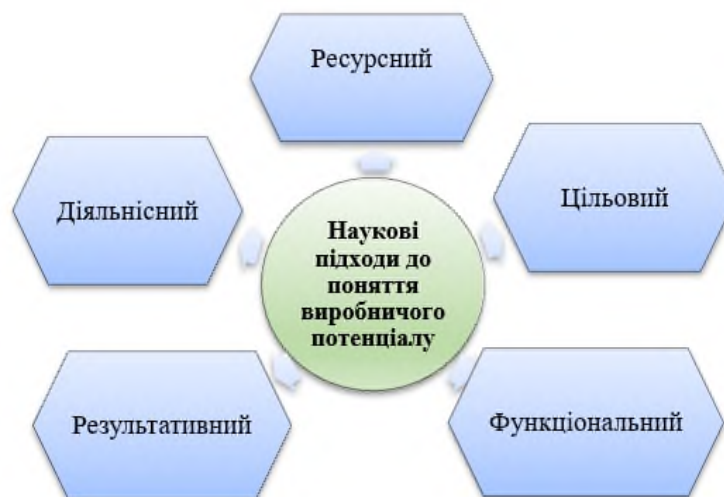 Ресурсний
Діяльнісний
Цільовий
Наукові
підходи до
поняття
виробничого
потенціалу
Результативний
Функціональний